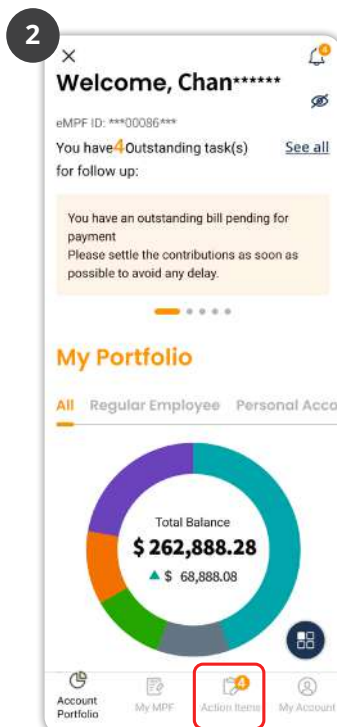 2
4
Welcome, Chan******
eMPF ID: ***00086***
You have 4 Outstanding task(s) See all
for follow up:
You have an outstanding bill pending for
payment
Please settle the contributions as soon as
possible to avoid any delay.
My Portfolio
All Regular Employee Personal Acco
Total Balance
$ 262,888.28
▲ $ 68,888.08
4
Account
Portfolio
My MPF
Action Items
My Account